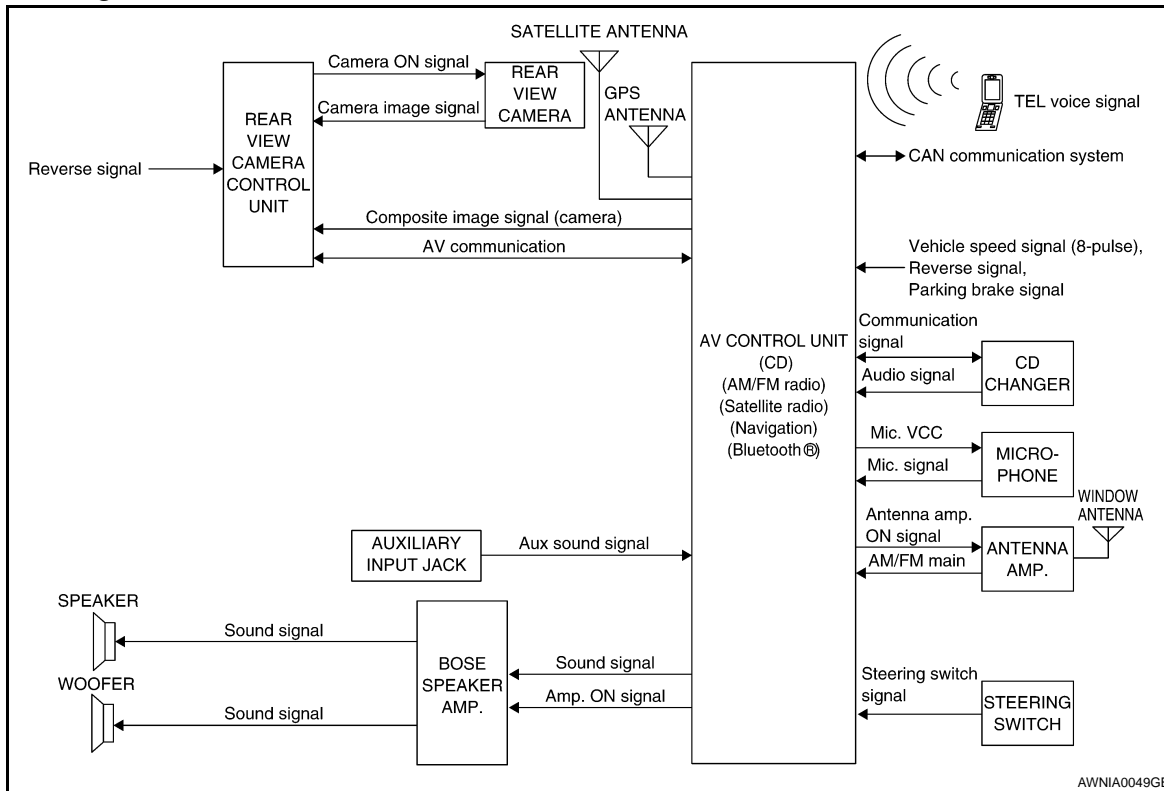 SATELLITE ANTENNA
Camera ON signal
REAR
VIEW
CAMERA
Camera image signal
GPS
ANTENNA
TEL voice signal
REAR
VIEW
CAMERA
CONTROL
UNIT
Reverse signal
CAN communication system
Composite image signal (camera)
AV communication
Vehicle speed signal (8-pulse),
Reverse signal,
Parking brake signal
AV CONTROL UNIT
(CD)
(AM/FM radio)
(Satellite radio)
(Navigation)
(Bluetooth®)
Communication
signal
Audio signal
CD
CHANGER
Mic. VCC
Mic. signal
MICRO-
PHONE
WINDOW
ANTENNA
Antenna amp.
ON signal
AM/FM main
ANTENNA
AMP.
AUXILIARY
INPUT JACK
Aux sound signal
SPEAKER
Sound signal
WOOFER
Sound signal
BOSE
SPEAKER
AMP.
Sound signal
Amp. ON signal
Steering switch
signal
STEERING
SWITCH
AWNIA0049GB